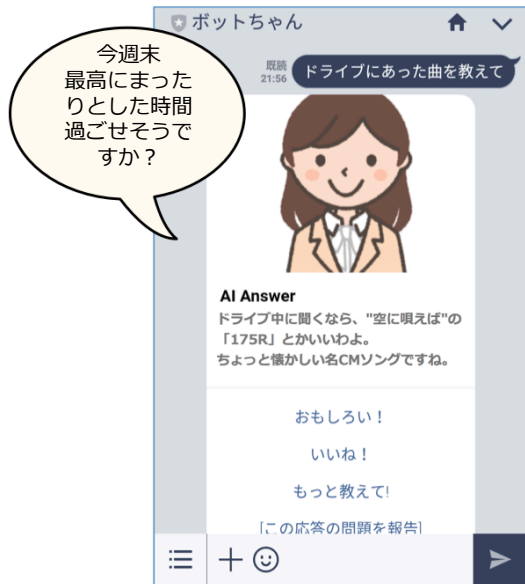 ボットちゃん
今週末
最高にまった
りとした時間
過ごせそうで
すか？
既読
21:56
ドライブにあった曲を教えて
AI Answer
ドライブ中に聞くなら、"空に唄えば"の
「175R」とかいいわよ。
ちょっと懐かしい名CMソングですね。
おもしろい！
いいね！
もっと教えて!
[この応答の問題を報告]